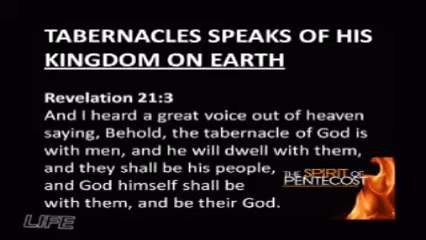 TABERNACLES SPEAKS OF HIS
KINGDOM ON EARTH
Revelation 21:3
And I heard a great voice out of heaven
saying, Behold, the tabernacle of God is
with men, and he will dwell with them,
and they shall be his people,
and God himself shall be
with them, and be their God.
THE SPIRIT OF
PENTECOST
LIFE